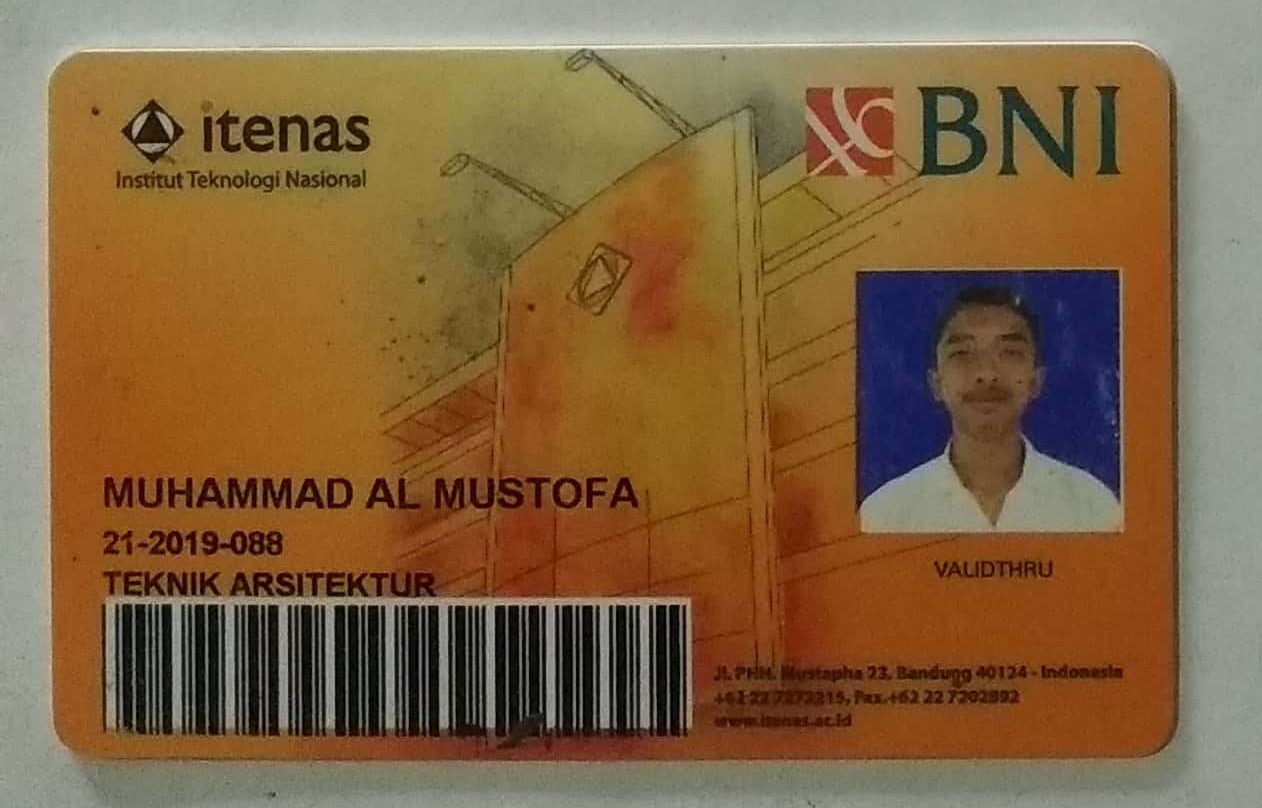 itenas
Institut Teknologi Nasional
BNI
MUHAMMAD AL MUSTOFA
21-2019-088
TEKNIK ARSITEKTUR
VALIDTHRU
Jl. PHH. Mustapha 23, Bandung 40124 - Indonesia
+62 22 7272215, Fax.+62 22 7202892
www.itenas.ac.id